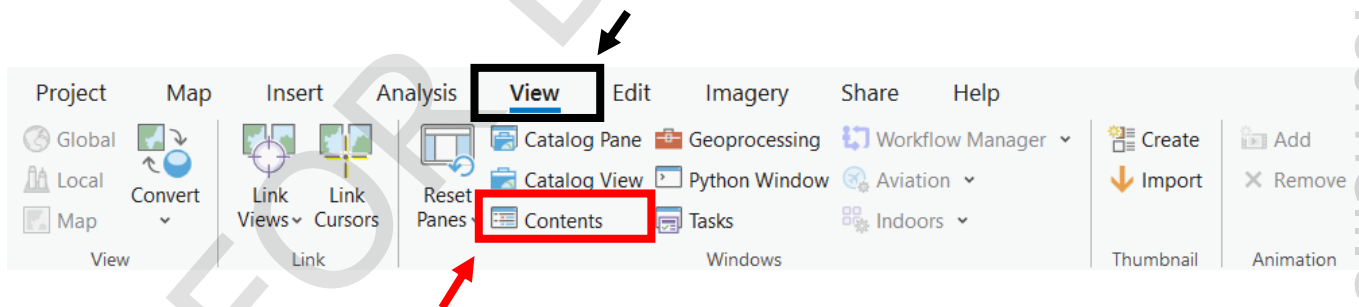 Project Map Insert Analysis View Edit Imagery Share Help
Global Catalog Pane Geoprocessing Workflow Manager Create Add
Local Convert Link Views Link Cursors Reset Panes Catalog View Python Window Aviation Import Remove
Map Contents Tasks Indoors
View Link Windows Thumbnail Animation
FOR